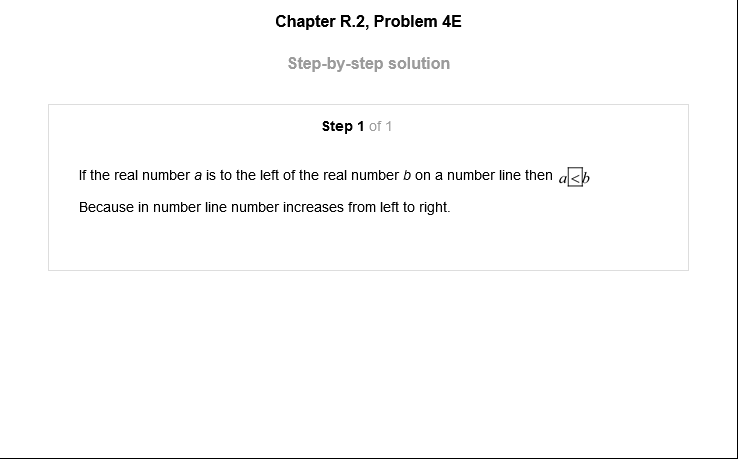 Chapter R.2, Problem 4E
Step-by-step solution
Step 1 of 1
If the real number a is to the left of the real number b on a number line then a < b
Because in number line number increases from left to right.